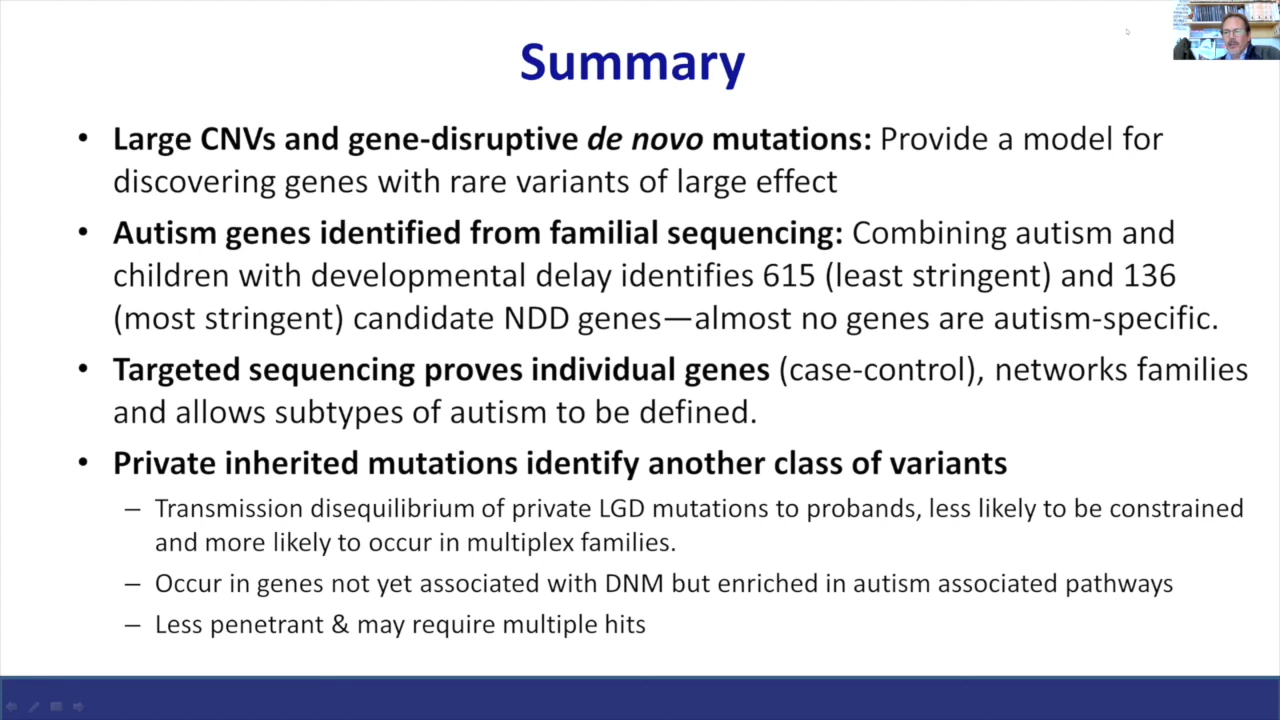 Summary
• Large CNVs and gene-disruptive de novo mutations: Provide a model for
discovering genes with rare variants of large effect
• Autism genes identified from familial sequencing: Combining autism and
children with developmental delay identifies 615 (least stringent) and 136
(most stringent) candidate NDD genes—almost no genes are autism-specific.
• Targeted sequencing proves individual genes (case-control), networks families
and allows subtypes of autism to be defined.
• Private inherited mutations identify another class of variants
– Transmission disequilibrium of private LGD mutations to probands, less likely to be constrained
and more likely to occur in multiplex families.
– Occur in genes not yet associated with DNM but enriched in autism associated pathways
– Less penetrant & may require multiple hits